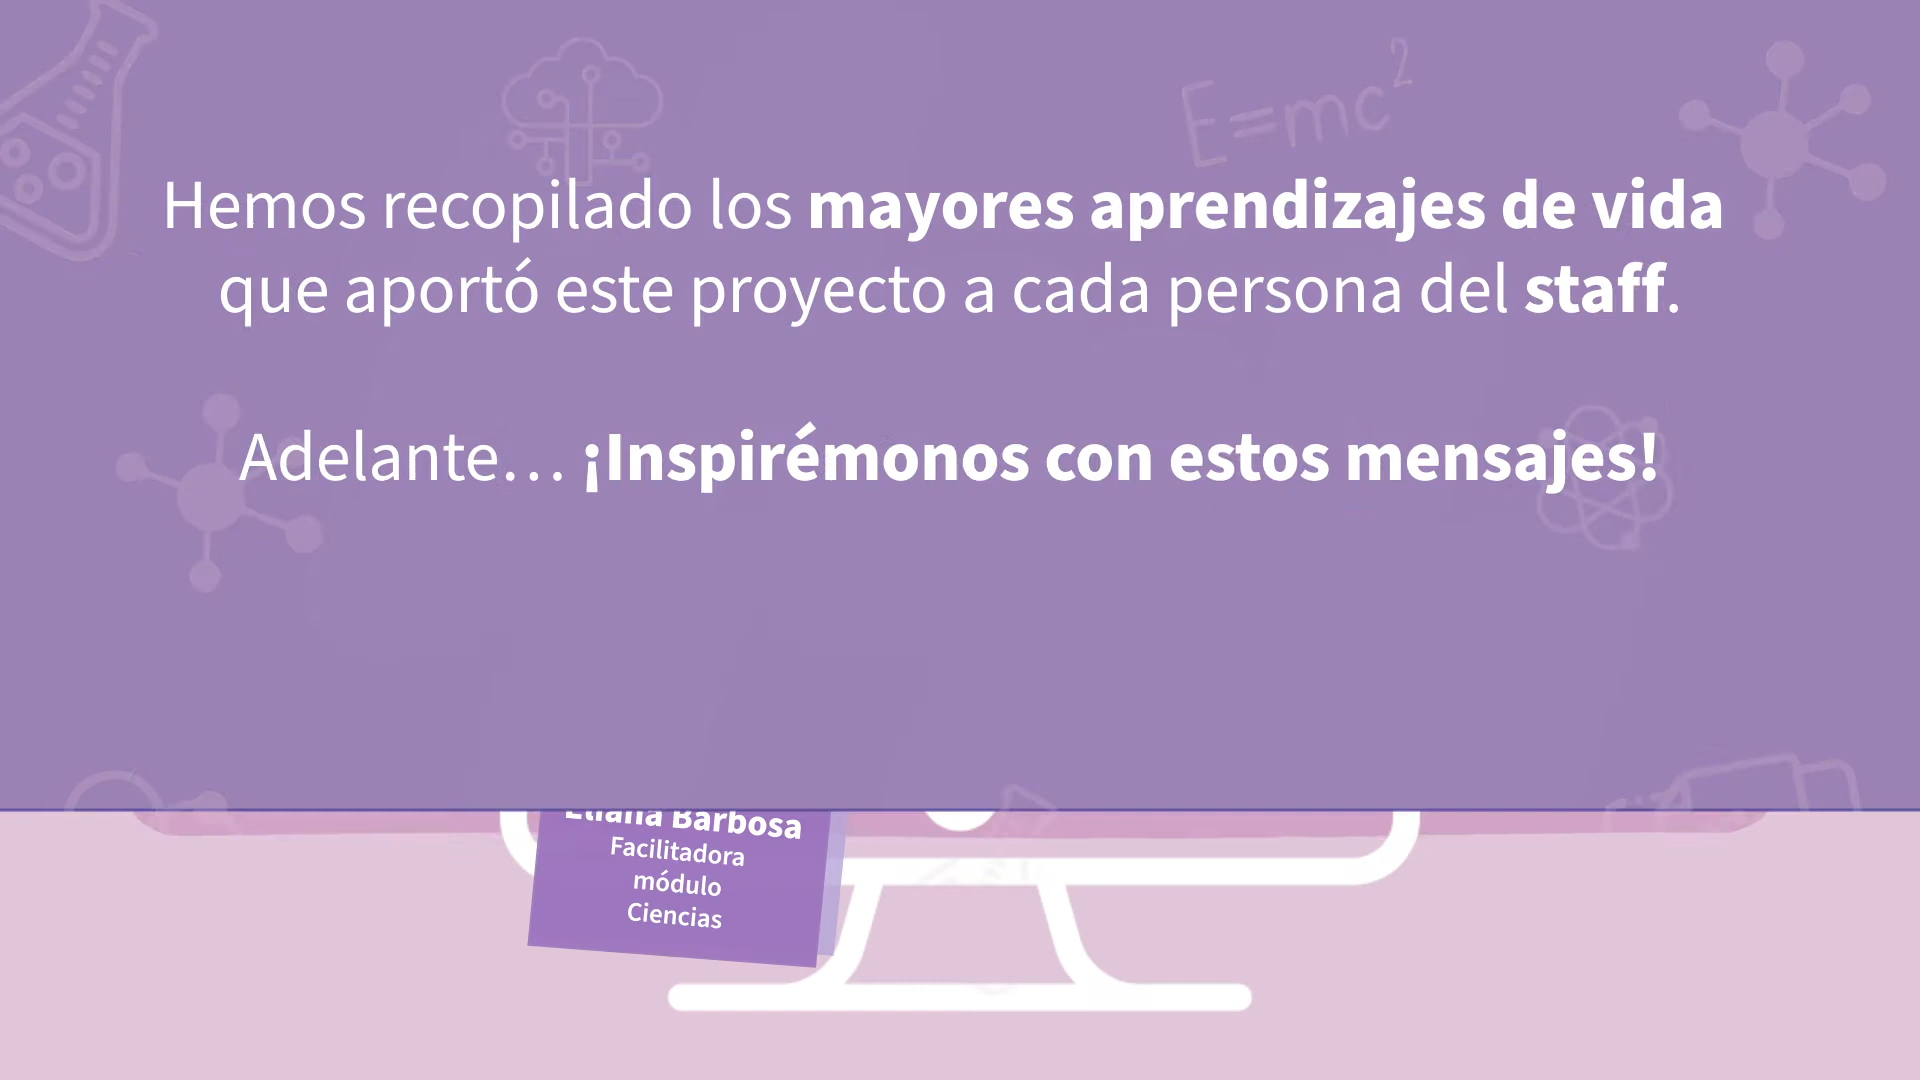 E=mc²
Hemos recopilado los mayores aprendizajes de vida
que aportó este proyecto a cada persona del staff.
Adelante… ¡Inspirémonos con estos mensajes!
Eliana Barbosa
Facilitadora
módulo
Ciencias